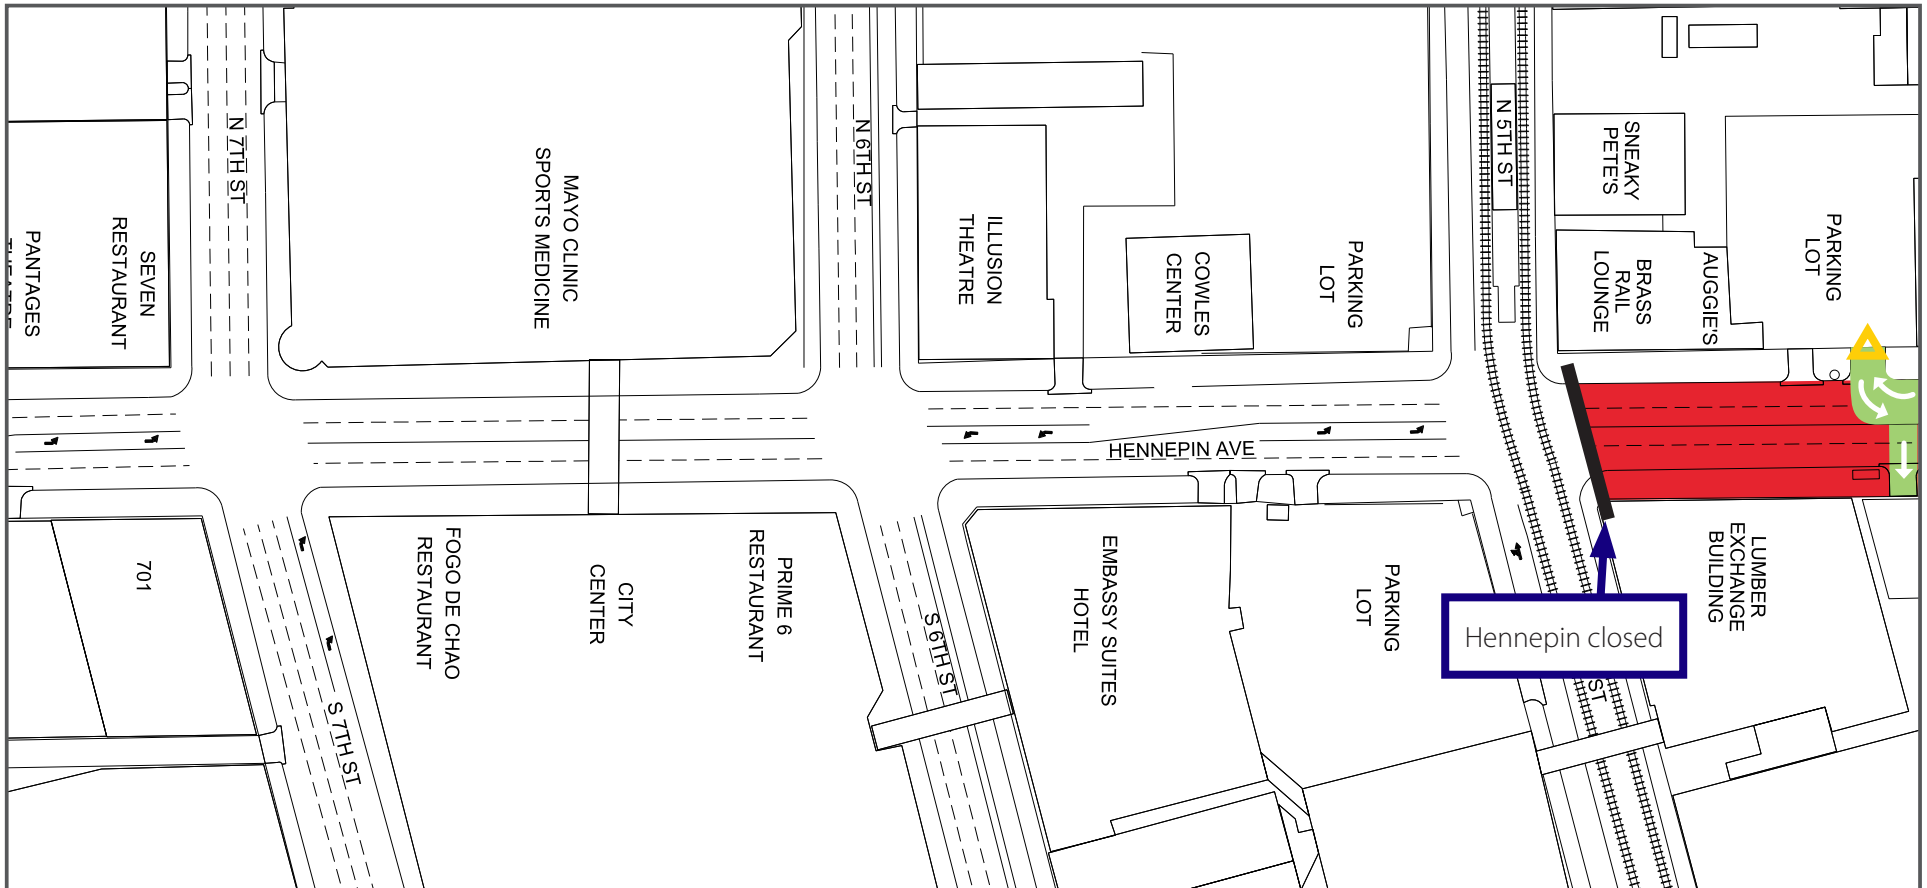 N 7TH ST
N 6TH ST
N 5TH ST
PANTAGES
SEVEN
RESTAURANT
MAYO CLINIC
SPORTS MEDICINE
ILLUSION
THEATRE
COWLES
CENTER
PARKING
LOT
SNEAKY
PETE'S
BRASS
RAIL
LOUNGE
AUGGIE'S
PARKING
LOT
HENNEPIN AVE
701
S 7TH ST
FOGO DE CHAO
RESTAURANT
CITY
CENTER
PRIME 6
RESTAURANT
S 6TH ST
EMBASSY SUITES
HOTEL
PARKING
LOT
Hennepin closed
ST
LUMBER
EXCHANGE
BUILDING